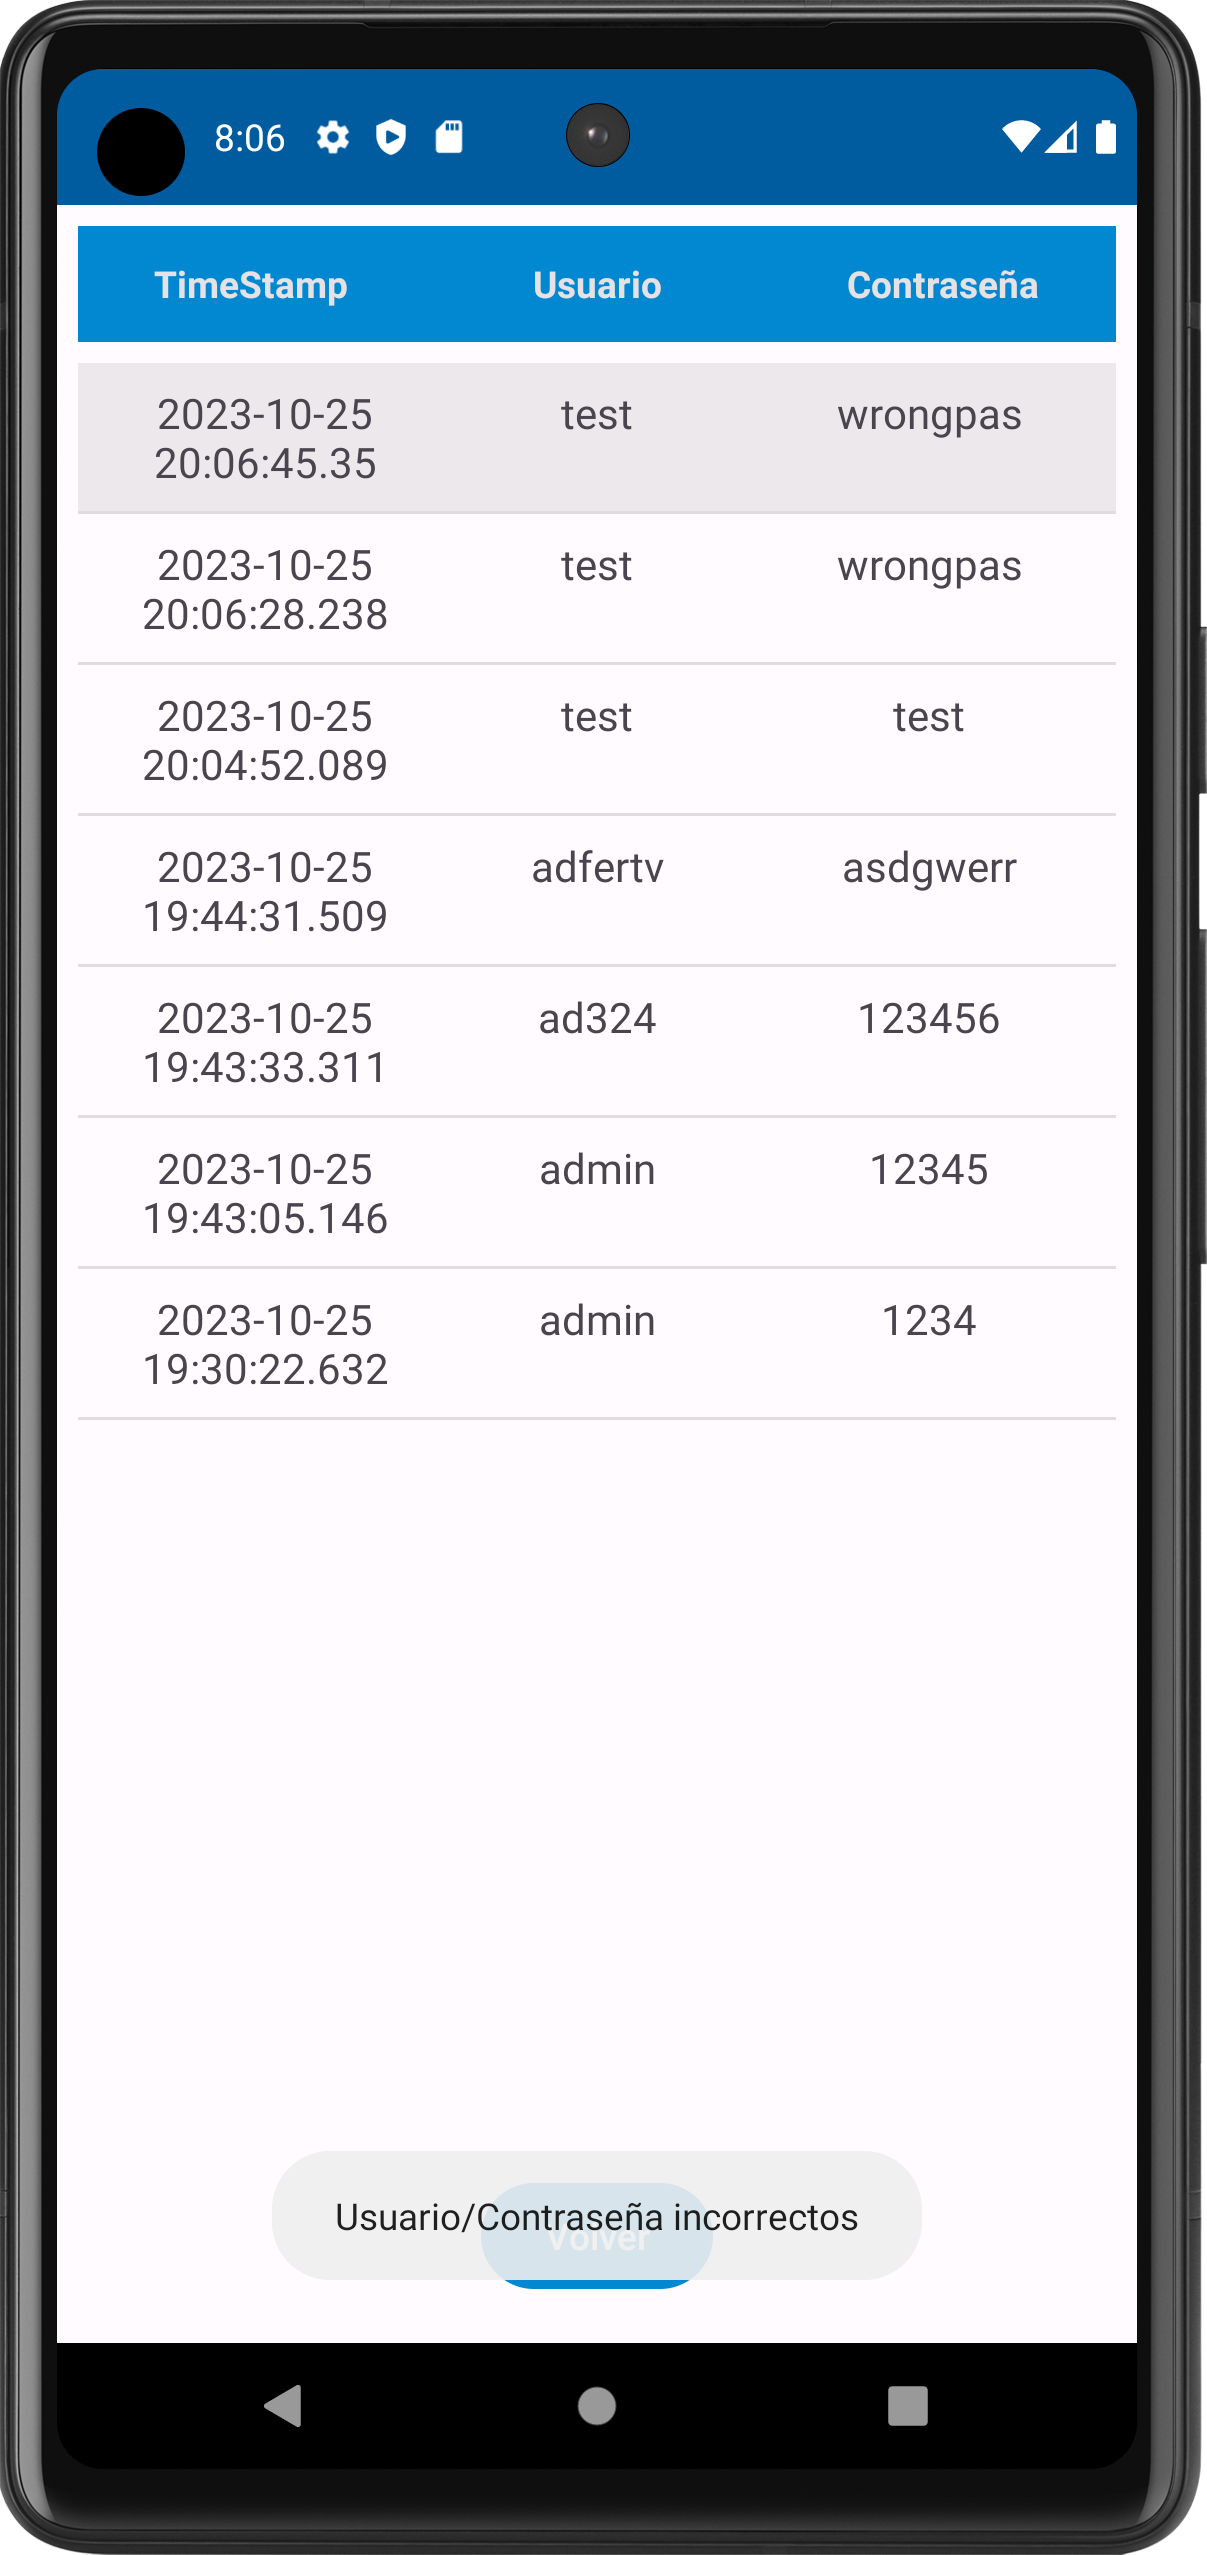 8:06
TimeStamp Usuario Contraseña
2023-10-25 test wrongpas
20:06:45.35
2023-10-25 test wrongpas
20:06:28.238
2023-10-25 test test
20:04:52.089
2023-10-25 adfertv asdgwerr
19:44:31.509
2023-10-25 ad324 123456
19:43:33.311
2023-10-25 admin 12345
19:43:05.146
2023-10-25 admin 1234
19:30:22.632
Usuario/Contraseña incorrectos
Volver